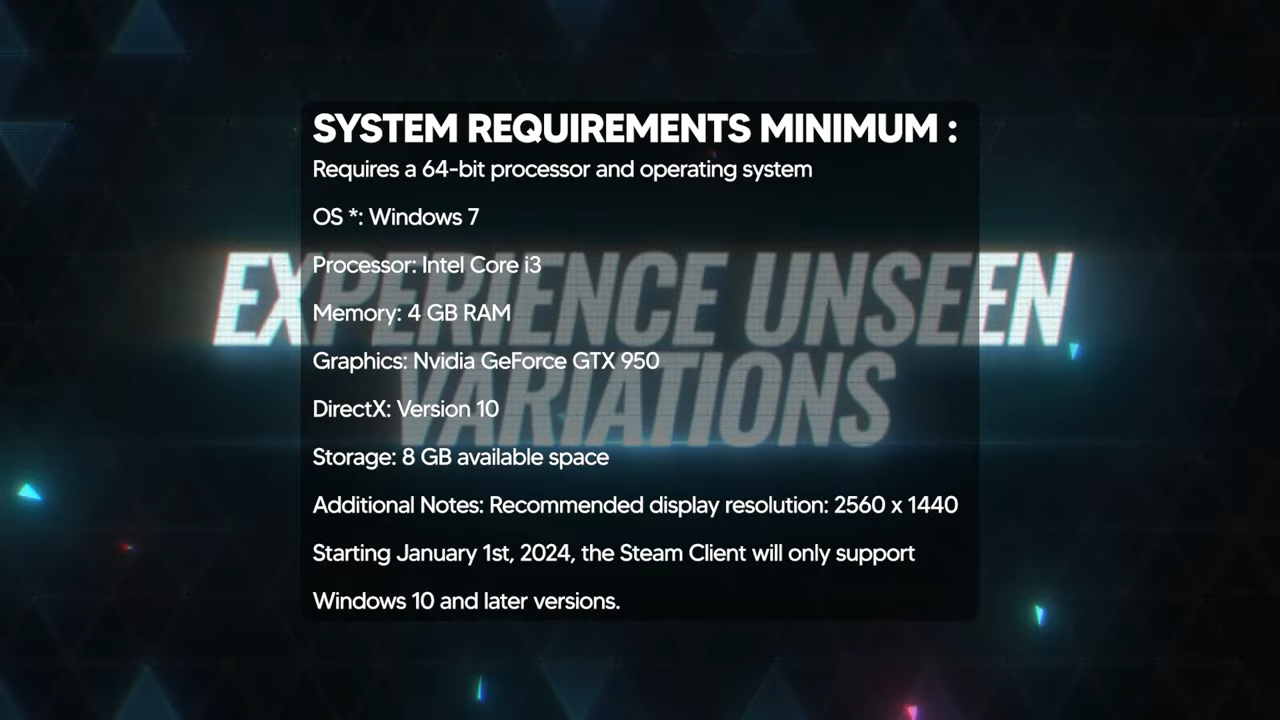 SYSTEM REQUIREMENTS MINIMUM :
Requires a 64-bit processor and operating system
OS *: Windows 7
Processor: Intel Core i3
Memory: 4 GB RAM
Graphics: Nvidia GeForce GTX 950
DirectX: Version 10
Storage: 8 GB available space
Additional Notes: Recommended display resolution: 2560 x 1440
Starting January 1st, 2024, the Steam Client will only support
Windows 10 and later versions.
EXPERIENCE UNSEEN
VARIATIONS